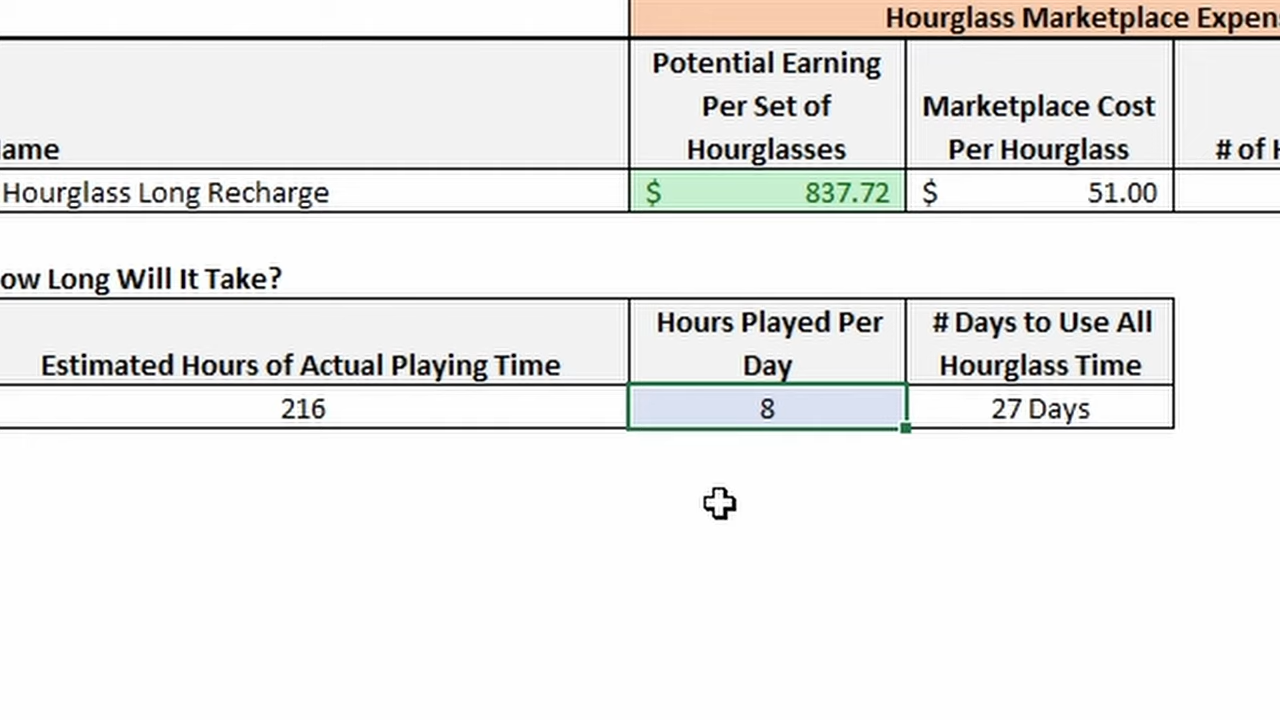 Hourglass Marketplace Expen
Potential Earning
Per Set of
Hourglasses
Marketplace Cost
Per Hourglass
# of H
ame
Hourglass Long Recharge
$ 837.72
$ 51.00
ow Long Will It Take?
Estimated Hours of Actual Playing Time
Hours Played Per
Day
# Days to Use All
Hourglass Time
216
8
27 Days